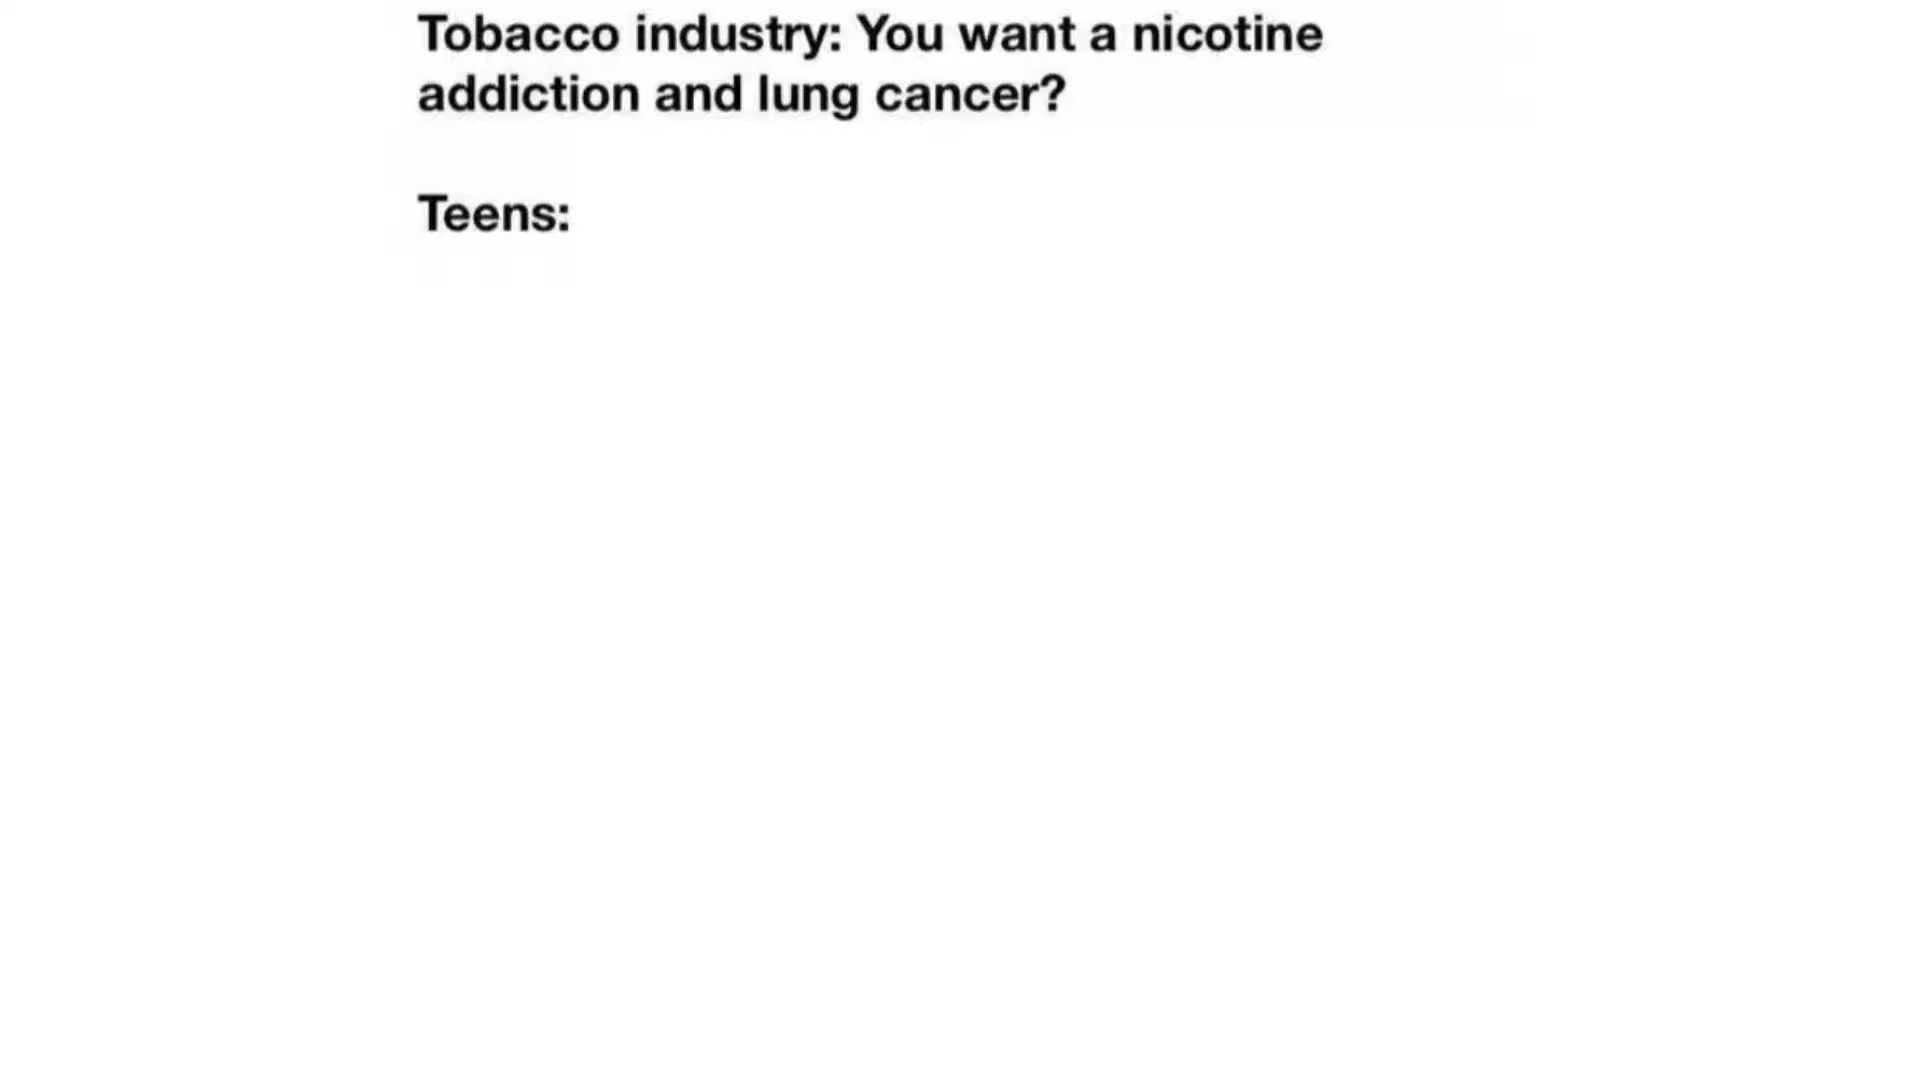 Tobacco industry: You want a nicotine
addiction and lung cancer?
Teens: